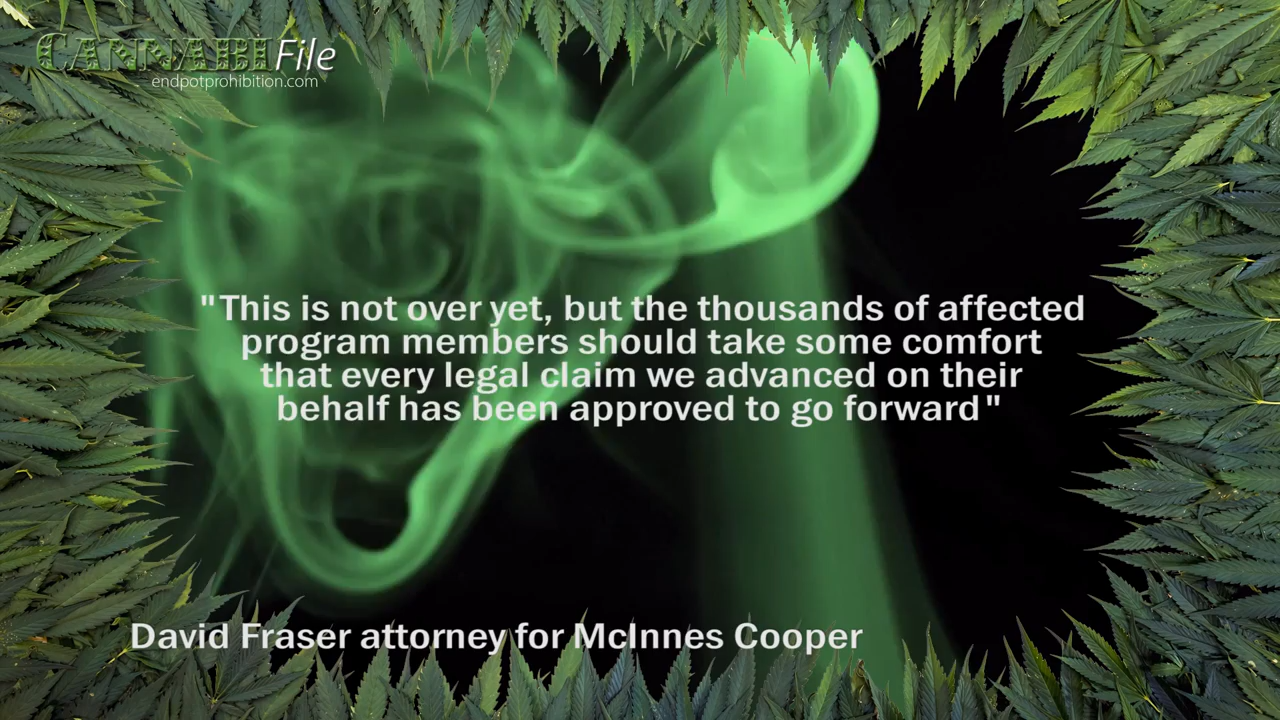 CANNABIFile
endpotprohibition.com
"This is not over yet, but the thousands of affected
program members should take some comfort
that every legal claim we advanced on their
behalf has been approved to go forward"
David Fraser attorney for McInnes Cooper